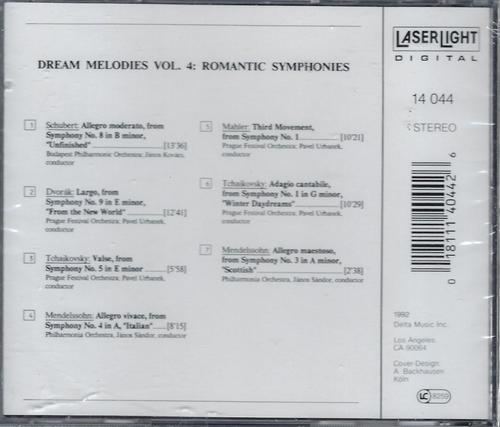 DREAM MELODIES VOL. 4: ROMANTIC SYMPHONIES
1 Schubert: Allegro moderato, from
Symphony No. 8 in B minor,
"Unfinished" [13'36]
Budapest Philharmonic Orchestra; János Kovács,
conductor
2 Dvořák: Largo, from
Symphony No. 9 in E minor,
"From the New World" [12'41]
Prague Festival Orchestra; Pavel Urbanek,
conductor
3 Tchaikovsky: Valse, from
Symphony No. 5 in E minor [5'58]
Prague Festival Orchestra; Pavel Urbanek,
conductor
4 Mendelssohn: Allegro vivace, from
Symphony No. 4 in A, "Italian" [8'15]
Philharmonia Orchestra, János Sándor, conductor
5 Mahler: Third Movement,
from Symphony No. 1 [10'21]
Prague Festival Orchestra; Pavel Urbanek,
conductor
6 Tchaikovsky: Adagio cantabile,
from Symphony No. 1 in G minor,
"Winter Daydreams" [10'29]
Prague Festival Orchestra; Pavel Urbanek,
conductor
7 Mendelssohn: Allegro maestoso,
from Symphony No. 3 in A minor,
"Scottish" [2'38]
Philharmonia Orchestra; János Sándor,
conductor
LASERLIGHT
DIGITAL
14 044
STEREO
0 18111 40442 6
1992
Delta Music Inc.
Los Angeles,
CA 90064
Cover-Design:
A. Backhausen
Köln
LC 8259